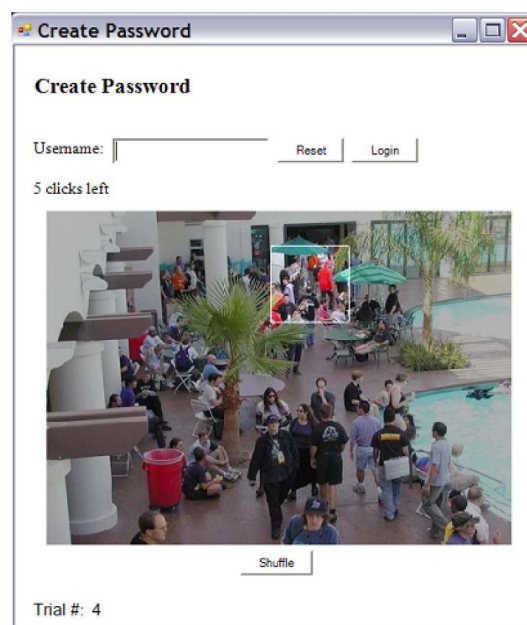 Create Password
Create Password
Username: Reset Login
5 clicks left
Shuffle
Trial #: 4